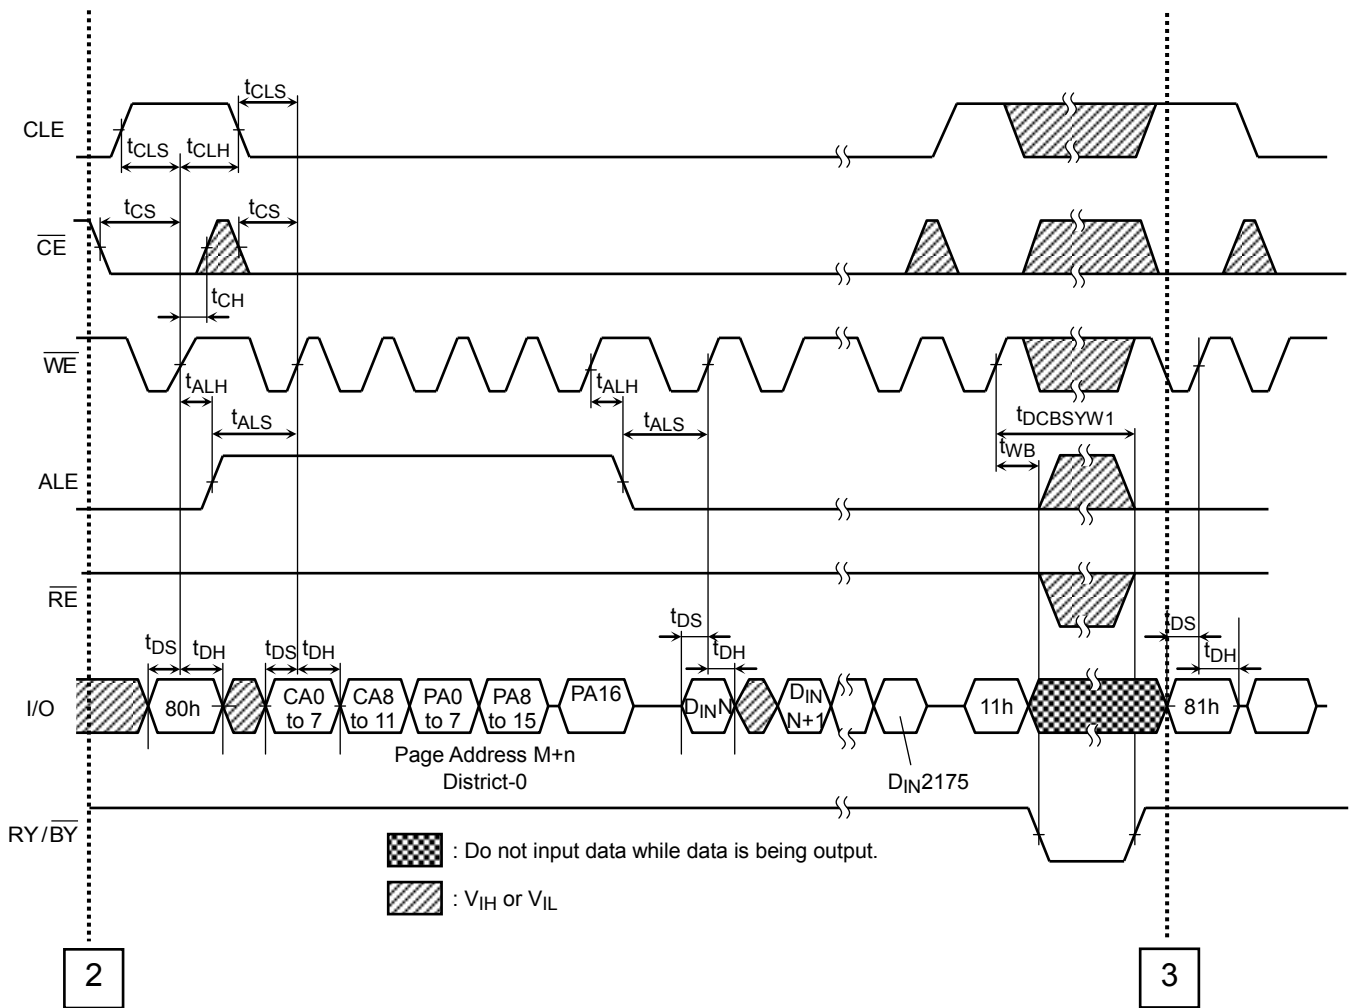 tCLS
CLE
tCLS
tCLH
tCS
tCS
CE
tCH
WE
tALH
tALH
tALS
tALS
tDCBSYW1
tWB
ALE
RE
tDS
tDH
tDS
tDH
tDS
tDH
tDS
tDH
I/O
80h
CA0
to 7
CA8
to 11
PA0
to 7
PA8
to 15
PA16
DINN
DIN
N+1
11h
81h
Page Address M+n
District-0
DIN2175
RY/BY
: Do not input data while data is being output.
: VIH or VIL
2
3